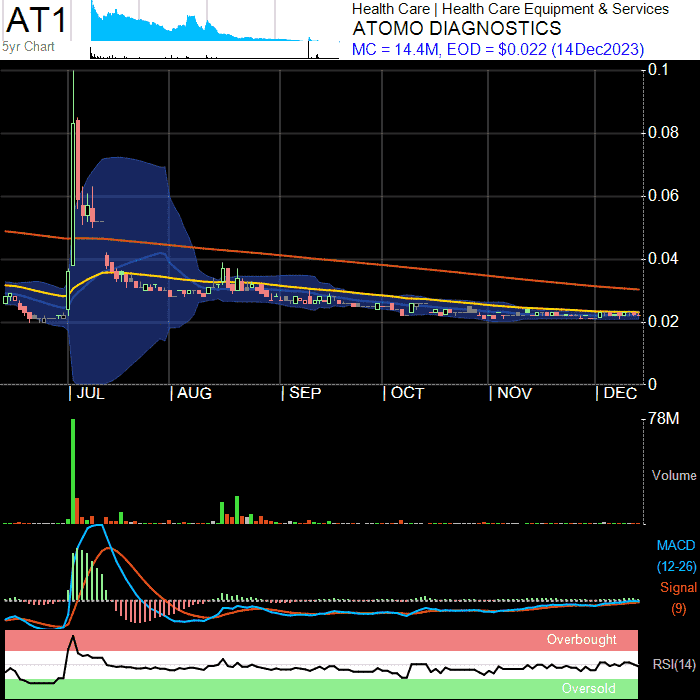 AT1
5yr Chart
Health Care | Health Care Equipment & Services
ATOMO DIAGNOSTICS
MC = 14.4M, EOD = $0.022 (14Dec2023)
0.1
0.08
0.06
0.04
0.02
0
| JUL | AUG | SEP | OCT | NOV | DEC
78M
Volume
MACD
(12-26)
Signal
(9)
Overbought
RSI(14)
Oversold